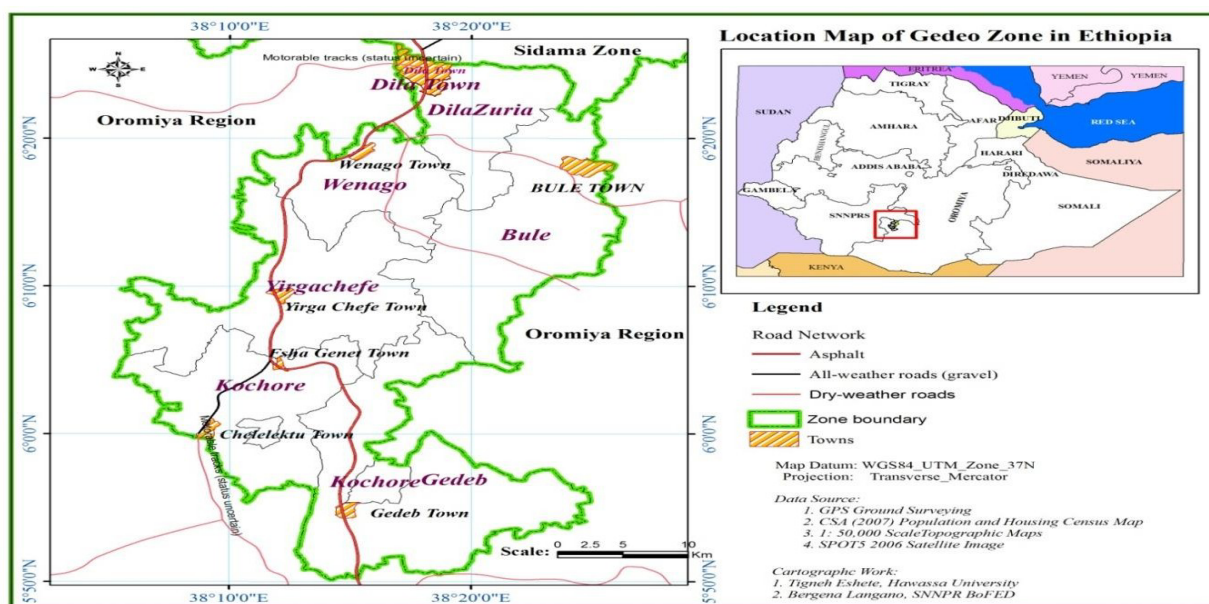 38°10'0"E
38°20'0"E
N
W
E
S
Motorable tracks (status uncertain)
Sidama Zone
Dila Town
Dila Town
DilaZuria
Oromiya Region
6°20'0"N
6°20'0"N
Wenago Town
Wenago
BULE TOWN
Bule
6°10'0"N
6°10'0"N
Yirgachefe
Yirga Chefe Town
Oromiya Region
Esha Genet Town
Kochore
6°0'0"N
6°0'0"N
Chelelektu Town
Motorable tracks (status uncertain)
Kochore
Gedeb
Gedeb Town
Scale:
0
2.5
5
10
Km
5°50'0"N
5°50'0"N
38°10'0"E
38°20'0"E
Location Map of Gedeo Zone in Ethiopia
ERITREA
YEMEN
YEMEN
TIGRAY
SUDAN
AFAR
DJIBUTI
RED SEA
AMHARA
HARARI
SOMALIYA
ADDIS ABABA
DIREDAWA
GAMBELA
SNNPRS
OROMIYA
SOMALI
KENYA
Legend
Road Network
Asphalt
All-weather roads (gravel)
Dry-weather roads
Zone boundary
Towns
Map Datum: WGS84_UTM_Zone_37N
Projection: Transverse_Mercator
Data Source:
1. GPS Ground Surveying
2. CSA (2007) Population and Housing Census Map
3. 1: 50,000 ScaleTopographic Maps
4. SPOT5 2006 Satellite Image
Cartographc Work:
1. Tigneh Eshete, Hawassa University
2. Bergena Langano, SNNPR BoFED